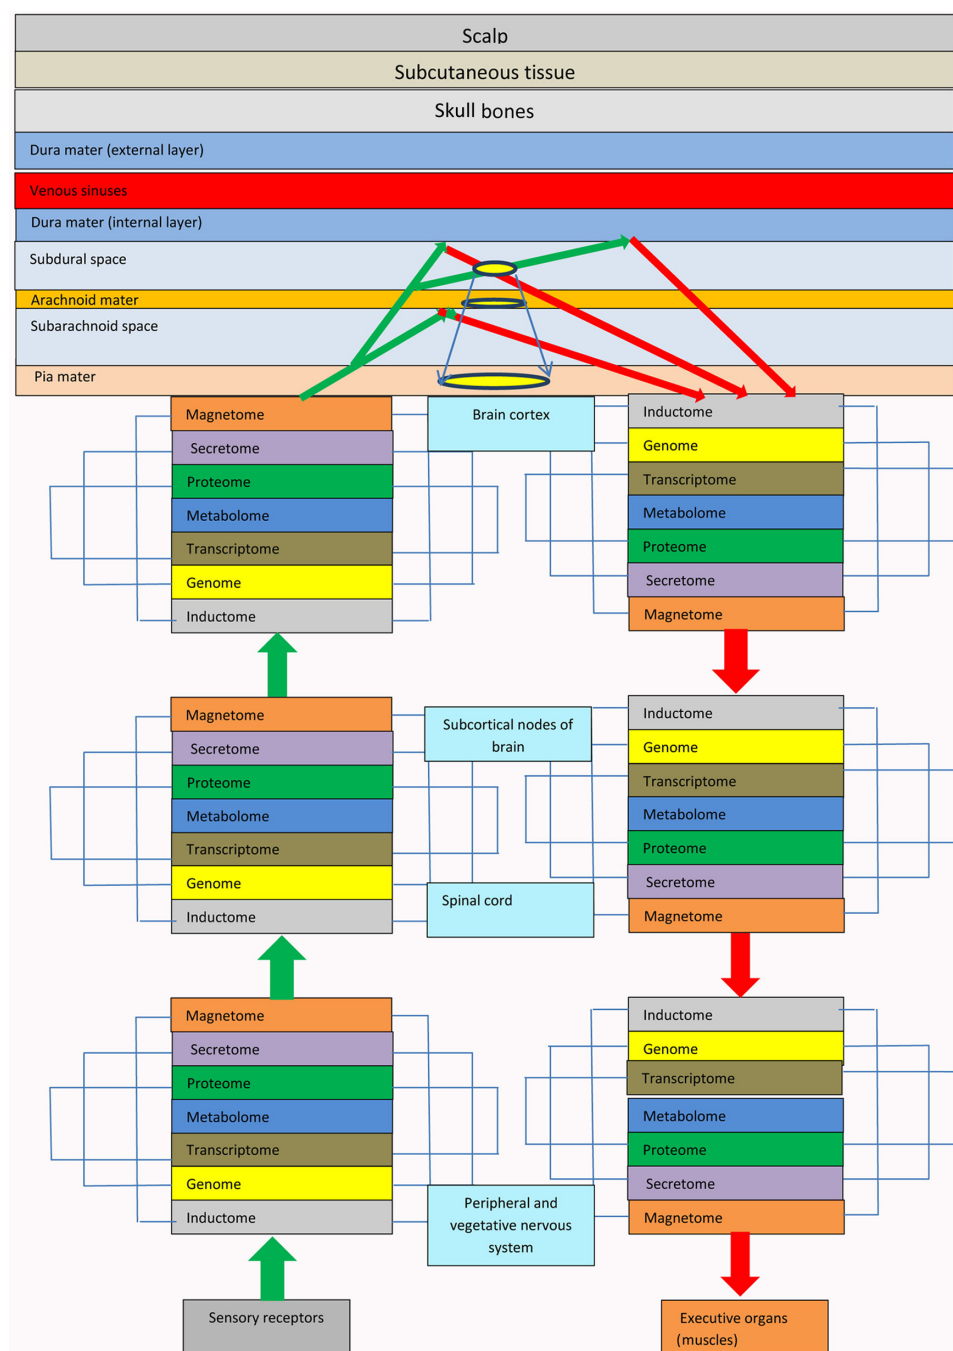 Scalp
Subcutaneous tissue
Skull bones
Dura mater (external layer)
Venous sinuses
Dura mater (internal layer)
Subdural space
Arachnoid mater
Subarachnoid space
Pia mater
Magnetome
Secretome
Proteome
Metabolome
Transcriptome
Genome
Inductome
Brain cortex
Inductome
Genome
Transcriptome
Metabolome
Proteome
Secretome
Magnetome
Magnetome
Secretome
Proteome
Metabolome
Transcriptome
Genome
Inductome
Subcortical nodes of
brain
Spinal cord
Inductome
Genome
Transcriptome
Metabolome
Proteome
Secretome
Magnetome
Magnetome
Secretome
Proteome
Metabolome
Transcriptome
Genome
Inductome
Peripheral and
vegetative nervous
system
Inductome
Genome
Transcriptome
Metabolome
Proteome
Secretome
Magnetome
Sensory receptors
Executive organs
(muscles)